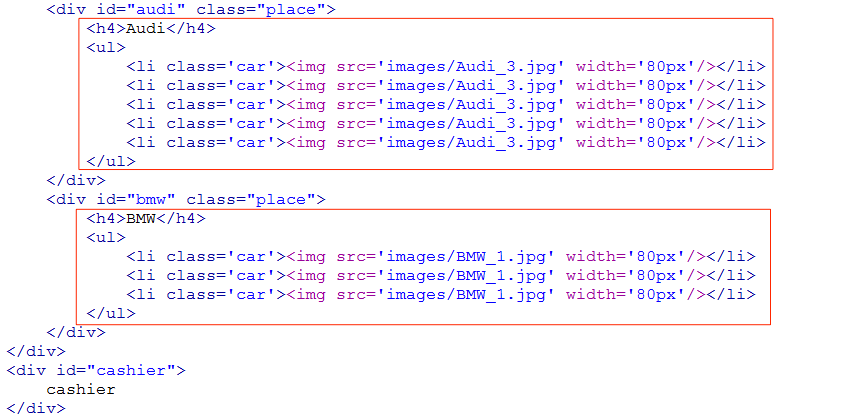 <div id="audi" class="place">
<h4>Audi</h4>
<ul>
<li class='car'><img src='images/Audi_3.jpg' width='80px'/></li>
<li class='car'><img src='images/Audi_3.jpg' width='80px'/></li>
<li class='car'><img src='images/Audi_3.jpg' width='80px'/></li>
<li class='car'><img src='images/Audi_3.jpg' width='80px'/></li>
<li class='car'><img src='images/Audi_3.jpg' width='80px'/></li>
</ul>
</div>
<div id="bmw" class="place">
<h4>BMW</h4>
<ul>
<li class='car'><img src='images/BMW_1.jpg' width='80px'/></li>
<li class='car'><img src='images/BMW_1.jpg' width='80px'/></li>
<li class='car'><img src='images/BMW_1.jpg' width='80px'/></li>
</ul>
</div>
</div>
<div id="cashier">
cashier
</div>